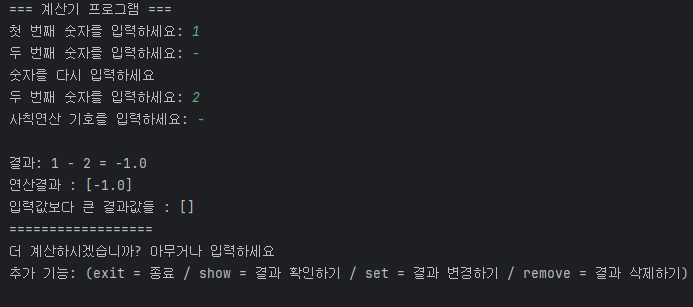 === 계산기 프로그램 ===
첫 번째 숫자를 입력하세요: 1
두 번째 숫자를 입력하세요: -
숫자를 다시 입력하세요
두 번째 숫자를 입력하세요: 2
사칙연산 기호를 입력하세요: -
결과: 1 - 2 = -1.0
연산결과 : [-1.0]
입력값보다 큰 결과값들 : []
==================
더 계산하시겠습니까? 아무거나 입력하세요
추가 기능: (exit = 종료 / show = 결과 확인하기 / set = 결과 변경하기 / remove = 결과 삭제하기)